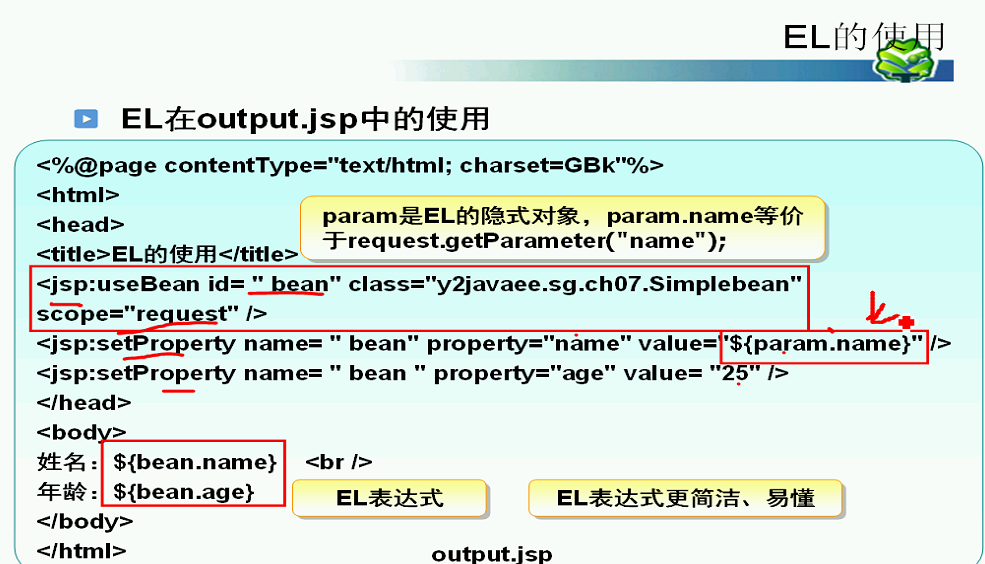 EL的使用
EL在output.jsp中的使用
<%@page contentType="text/html; charset=GBk"%>
<html>
<head>
param是EL的隐式对象，param.name等价
于request.getParameter("name");
<title>EL的使用</title>
<jsp:useBean id= " bean" class="y2javaee.sg.ch07.Simplebean"
scope="request" />
<jsp:setProperty name= " bean" property="name" value="${param.name}" />
<jsp:setProperty name= " bean " property="age" value= "25" />
</head>
<body>
姓名：${bean.name} <br />
年龄：${bean.age}
EL表达式
EL表达式更简洁、易懂
</body>
</html>
output.jsp